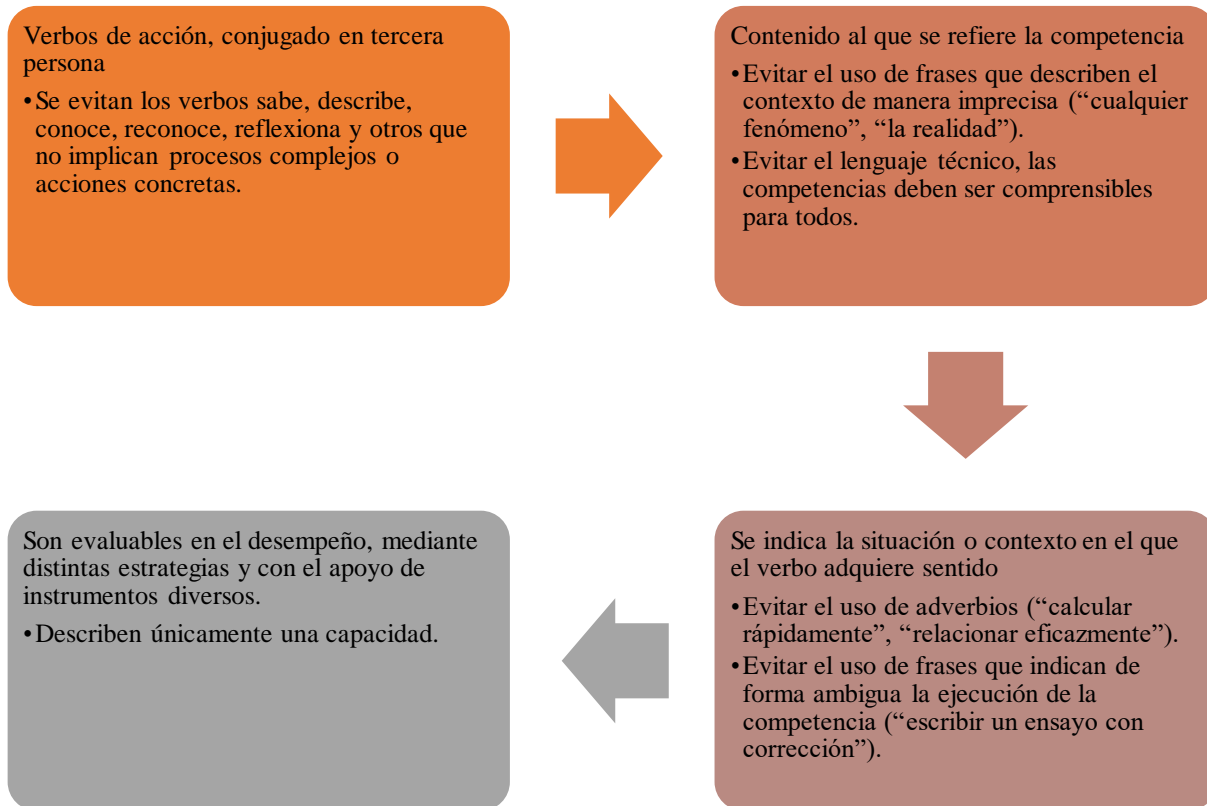 Verbos de acción, conjugado en tercera
persona
•Se evitan los verbos sabe, describe,
conoce, reconoce, reflexiona y otros que
no implican procesos complejos o
acciones concretas.
Contenido al que se refiere la competencia
•Evitar el uso de frases que describen el
contexto de manera imprecisa (“cualquier
fenómeno”, “la realidad”).
•Evitar el lenguaje técnico, las
competencias deben ser comprensibles
para todos.
Se indica la situación o contexto en el que
el verbo adquiere sentido
•Evitar el uso de adverbios (“calcular
rápidamente”, “relacionar eficazmente”).
•Evitar el uso de frases que indican de
forma ambigua la ejecución de la
competencia (“escribir un ensayo con
corrección”).
Son evaluables en el desempeño, mediante
distintas estrategias y con el apoyo de
instrumentos diversos.
•Describen únicamente una capacidad.